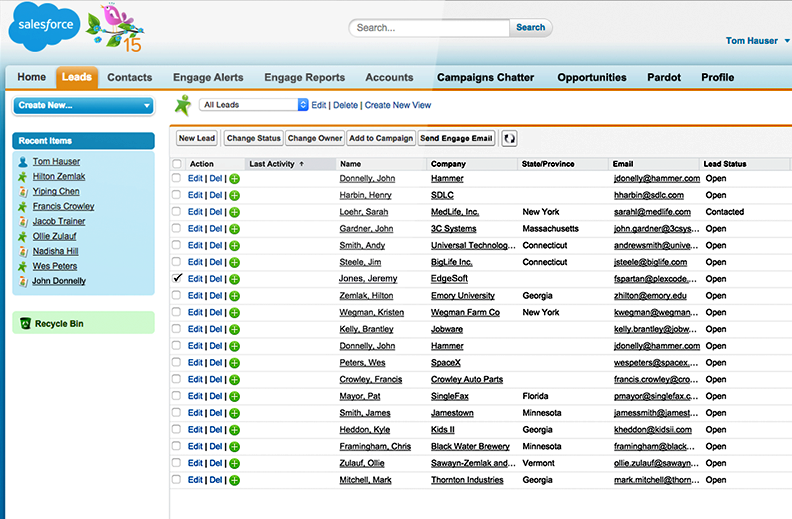 salesforce
15
Search...
Search
Tom Hauser
Home Leads Contacts Engage Alerts Engage Reports Accounts Campaigns Chatter Opportunities Pardot Profile
Create New...
All Leads Edit | Delete | Create New View
New Lead Change Status Change Owner Add to Campaign Send Engage Email
Recent Items
Tom Hauser
Hilton Zemlak
Yiping Chen
Francis Crowley
Jacob Trainer
Ollie Zulauf
Nadisha Hill
Wes Peters
John Donnelly
Recycle Bin
Action Last Activity ↑ Name Company State/Province Email Lead Status
Edit | Del | Donnelly, John Hammer jdonelly@hammer.com Open
Edit | Del | Harbin, Henry SDLC hharbin@sdlc.com Open
Edit | Del | Loehr, Sarah MedLife, Inc. New York sarahl@medlife.com Contacted
Edit | Del | Gardner, John 3C Systems Massachusetts john.gardner@3csys... Open
Edit | Del | Smith, Andy Universal Technolog... Connecticut andrewsmith@unive... Open
Edit | Del | Steele, Jim BigLife Inc. Connecticut jsteele@biglife.com Open
Edit | Del | Jones, Jeremy EdgeSoft fspartan@plexcode.... Open
Edit | Del | Zemlak, Hilton Emory University Georgia zhilton@emory.edu Open
Edit | Del | Wegman, Kristen Wegman Farm Co New York kwegman@wegman... Open
Edit | Del | Kelly, Brantley Jobware kelly.brantley@jobw... Open
Edit | Del | Donnelly, John Hammer jdonelly@hammer.com Open
Edit | Del | Peters, Wes SpaceX wespeters@spacex... Open
Edit | Del | Crowley, Francis Crowley Auto Parts francis.crowley@cro... Open
Edit | Del | Mayor, Pat SingleFax Florida pmayor@singlefax.c... Open
Edit | Del | Smith, James Jamestown Minnesota jamessmith@jamest... Open
Edit | Del | Heddon, Kyle Kids II Georgia kheddon@kidsii.com Open
Edit | Del | Framingham, Chris Black Water Brewery Minnesota framingham@black... Open
Edit | Del | Zulauf, Ollie Sawayn-Zemlak and... Vermont ollie.zulauf@sawayn... Open
Edit | Del | Mitchell, Mark Thornton Industries Georgia mark.mitchell@thorn... Open